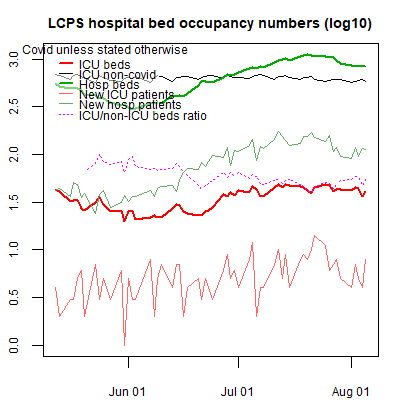 LCPS hospital bed occupancy numbers (log10)
Covid unless stated otherwise
ICU beds
ICU non-covid
Hosp beds
New ICU patients
New Hosp patients
ICU/non-ICU beds ratio
3.0
2.5
2.0
1.5
1.0
0.5
0.0
Jun 01 Jul 01 Aug 01